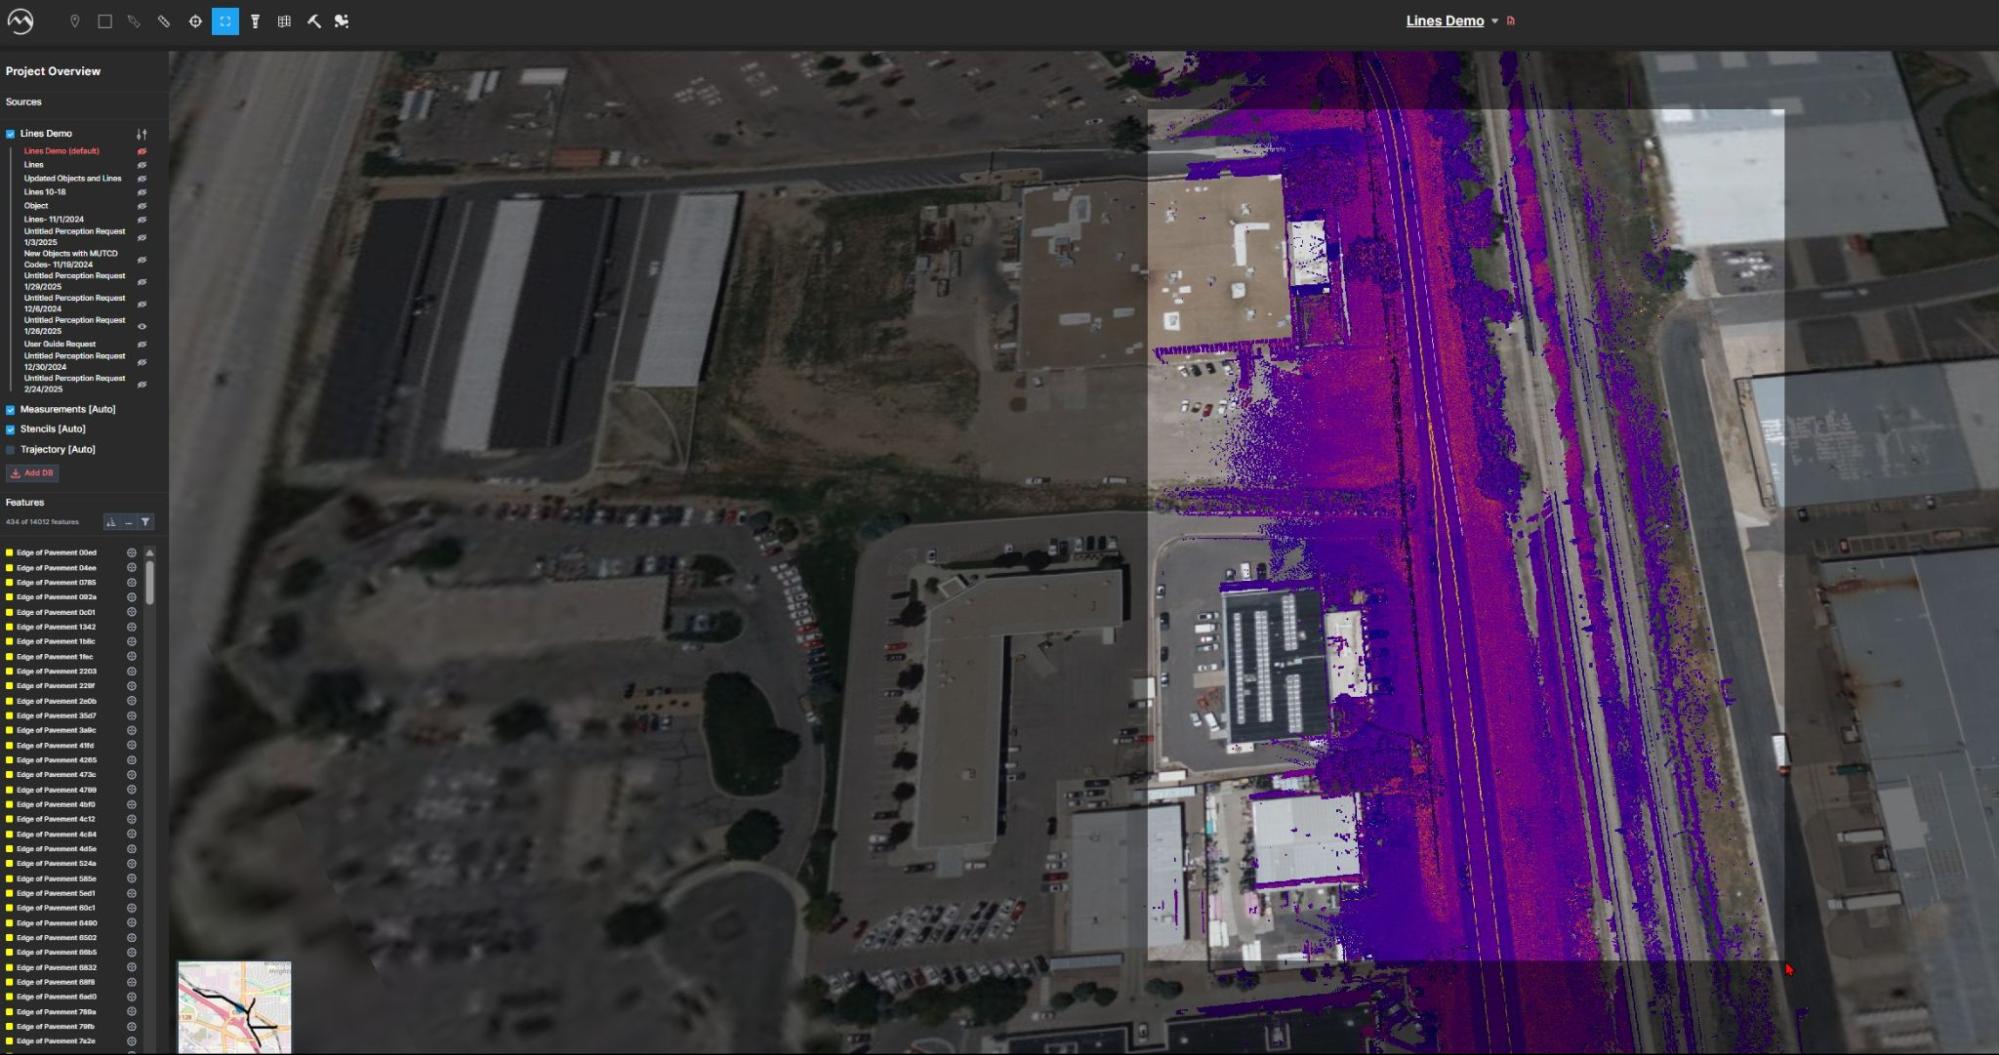 Lines Demo
Project Overview
Sources
Lines Demo
Lines Demo (default)
Lines
Updated Objects and Lines
Lines 10-18
Object
Lines- 11/1/2024
Untitled Perception Request
1/3/2025
New Objects with MUTCD
Codes- 11/19/2024
Untitled Perception Request
1/29/2025
Untitled Perception Request
12/6/2024
Untitled Perception Request
1/26/2025
User Guide Request
Untitled Perception Request
12/30/2024
Untitled Perception Request
2/24/2025
Measurements [Auto]
Stencils [Auto]
Trajectory [Auto]
Add DB
Features
434 of 14012 features
Edge of Pavement 00ed
Edge of Pavement 04ee
Edge of Pavement 0785
Edge of Pavement 092a
Edge of Pavement 0c01
Edge of Pavement 1342
Edge of Pavement 1b8c
Edge of Pavement 1fec
Edge of Pavement 2203
Edge of Pavement 229f
Edge of Pavement 2e0b
Edge of Pavement 35d7
Edge of Pavement 3a9c
Edge of Pavement 41fd
Edge of Pavement 4265
Edge of Pavement 473c
Edge of Pavement 4799
Edge of Pavement 4bf0
Edge of Pavement 4c12
Edge of Pavement 4c84
Edge of Pavement 4d5e
Edge of Pavement 524a
Edge of Pavement 585e
Edge of Pavement 5ed1
Edge of Pavement 60c1
Edge of Pavement 6490
Edge of Pavement 6502
Edge of Pavement 66b5
Edge of Pavement 6832
Edge of Pavement 68f8
Edge of Pavement 6ad0
Edge of Pavement 789a
Edge of Pavement 79fb
Edge of Pavement 7a2e